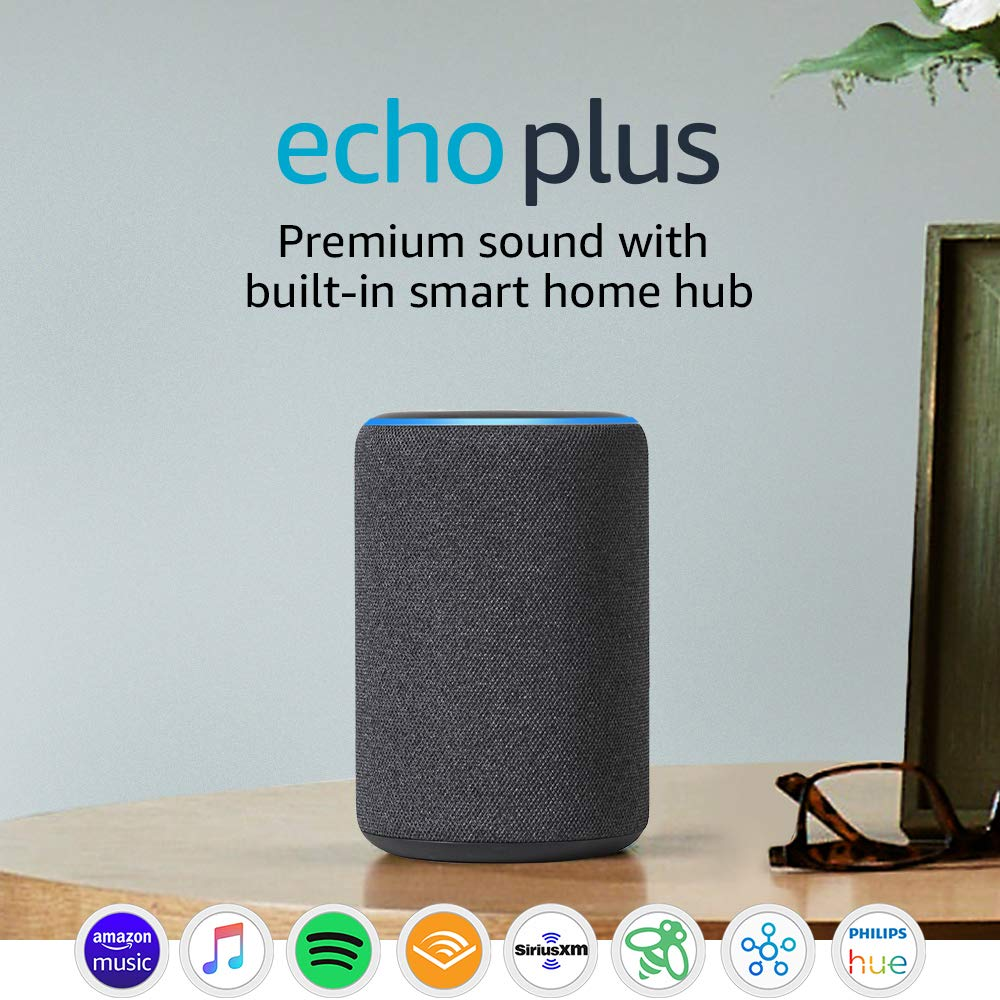 echo plus
Premium sound with
built-in smart home hub
amazon
music
SiriusXM
PHILIPS
hue